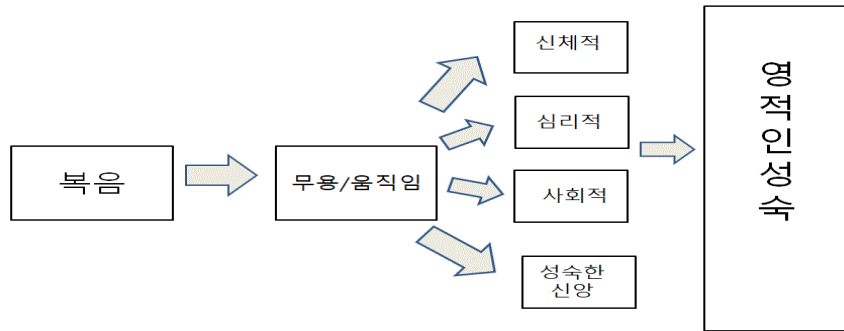 복음
무용/움직임
신체적
심리적
사회적
성숙한
신앙
영적인성숙